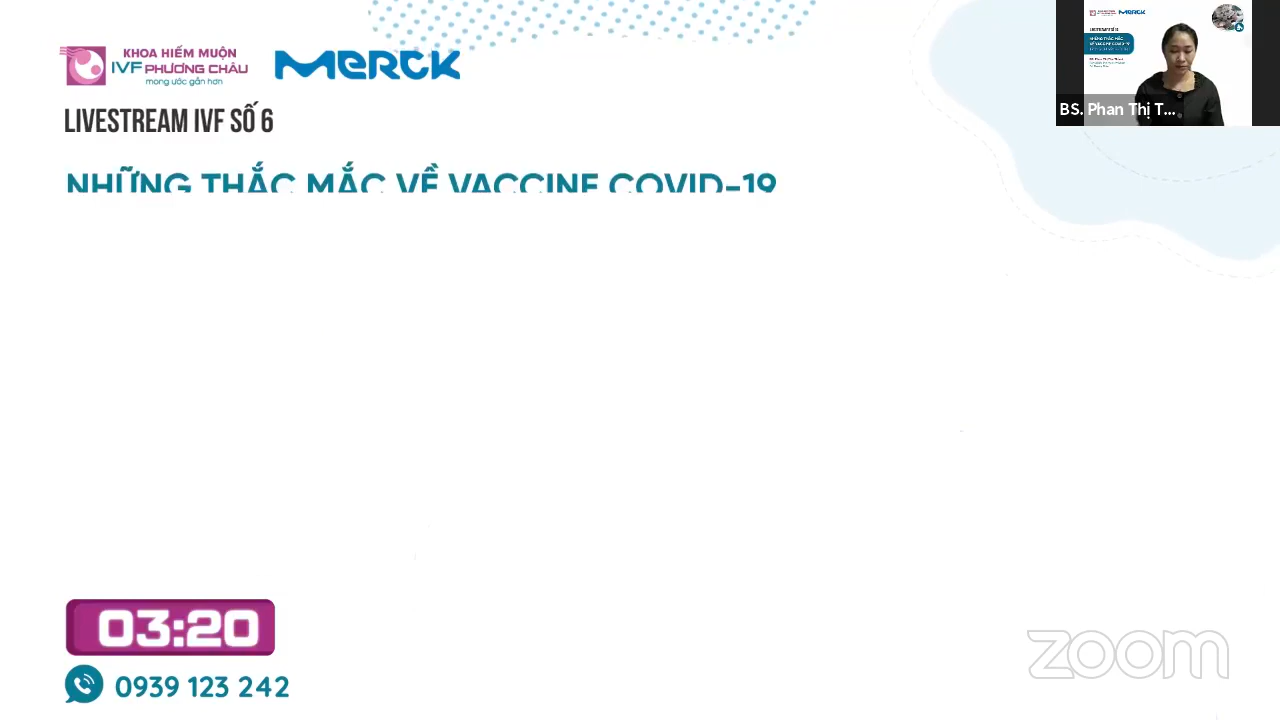 KHOA HIẾM MUỘN
IVF PHƯƠNG CHÂU
mong ước gần hơn
MERCK
LIVESTREAM IVF SỐ 6
NHỮNG THẮC MẮC VỀ VACCINE COVID-19
BS. Phan Thị T...
03:20
0939 123 242
zoom